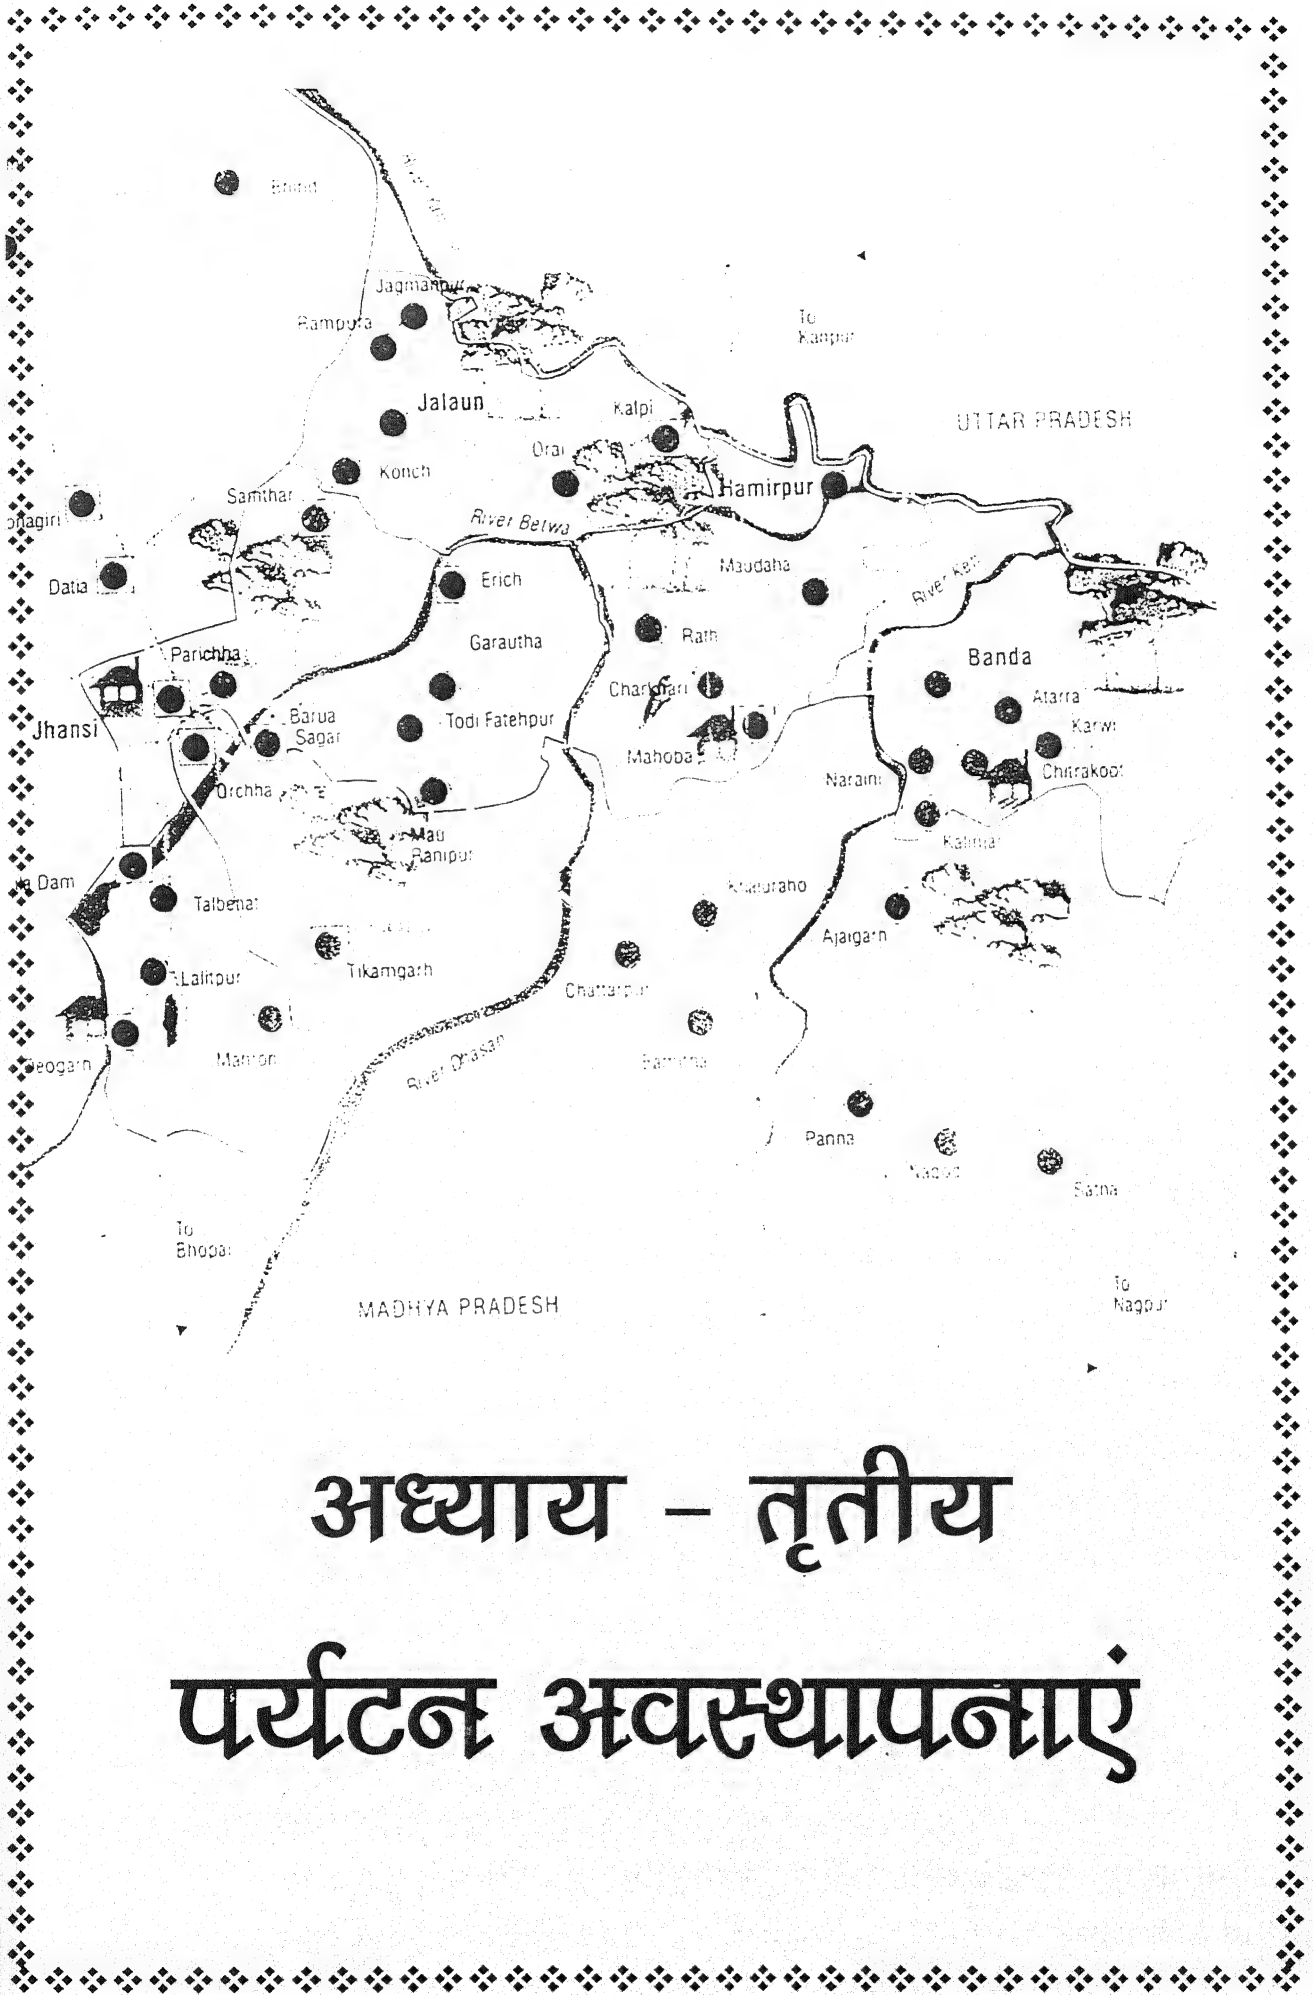 Jagmanpur
Rampura
To
Kanpur
Jalaun
Kalpi
UTTAR PRADESH
Orai
Konch
Hamirpur
Samthar
River Betwa
Maudaha
Datia
Erich
River Ken
Garautha
Rath
Banda
Parichha
Charkhari
Atarra
Jhansi
Barua
Sagar
Todi Fatehpur
Karwi
Mahoba
Chitrakoot
Naraini
Orchha
Mau
Ranipur
Dam
Talbehat
Ajaigarh
Lalitpur
Tikamgarh
Chattarpur
River Dhasan
Panna
Satna
To
MADHYA PRADESH
To
Nagpur
अध्याय – तृतीय
पर्यटन अवस्थापनाएं